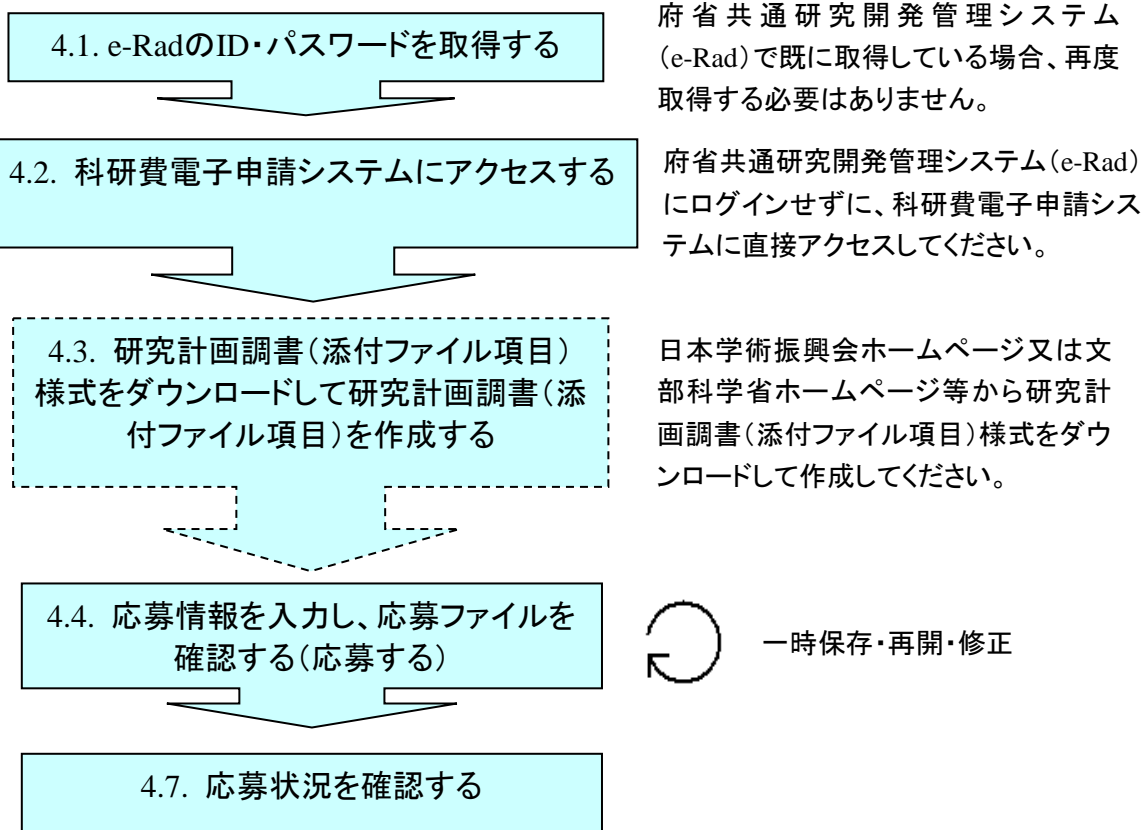 4.1. e-RadのID・パスワードを取得する
府省共通研究開発管理システム
（e-Rad）で既に取得している場合、再度
取得する必要はありません。
4.2. 科研費電子申請システムにアクセスする
府省共通研究開発管理システム（e-Rad）
にログインせずに、科研費電子申請シス
テムに直接アクセスしてください。
4.3. 研究計画調書（添付ファイル項目）
様式をダウンロードして研究計画調書（添
付ファイル項目）を作成する
日本学術振興会ホームページ又は文
部科学省ホームページ等から研究計
画調書（添付ファイル項目）様式をダウ
ンロードして作成してください。
4.4. 応募情報を入力し、応募ファイルを
確認する（応募する）
一時保存・再開・修正
4.7. 応募状況を確認する